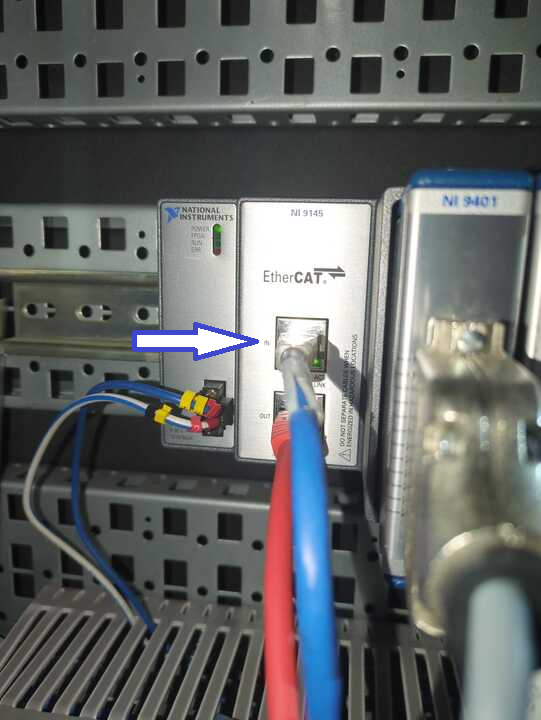 NATIONAL
INSTRUMENTS
POWER
FPGA
RUN
ERR
NI 9145
EtherCAT®
IN
ACT
LINK
OUT
DO NOT SEPARATE CABLES WHEN
ENERGIZED IN HAZARDOUS LOCATIONS
NI 9401